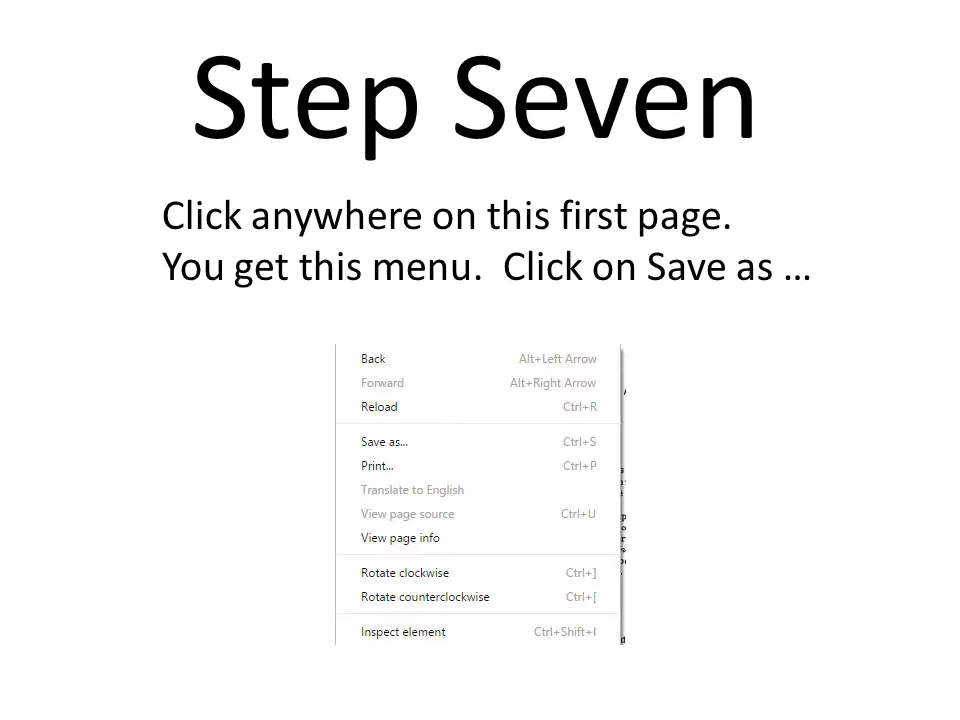 Step Seven
Click anywhere on this first page.
You get this menu.  Click on Save as …
Back Alt+Left Arrow
Forward Alt+Right Arrow
Reload Ctrl+R
Save as... Ctrl+S
Print... Ctrl+P
Translate to English
View page source Ctrl+U
View page info
Rotate clockwise Ctrl+]
Rotate counterclockwise Ctrl+[
Inspect element Ctrl+Shift+I